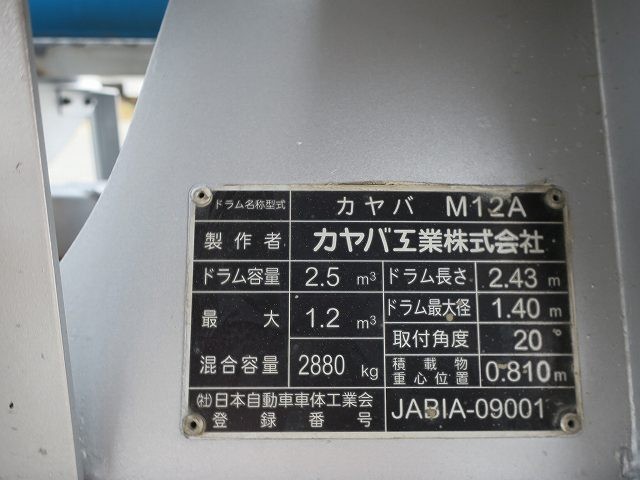 ドラム名称型式 カヤバ M12A
製作者 カヤバ工業株式会社
ドラム容量 2.5 m³ ドラム長さ 2.43 m
最大 1.2 m³ ドラム最大径 1.40 m
混合容量 2880 kg 取付角度 20°
積載物重心位置 0.810 m
(社)日本自動車車体工業会
登録番号 JABIA-09001